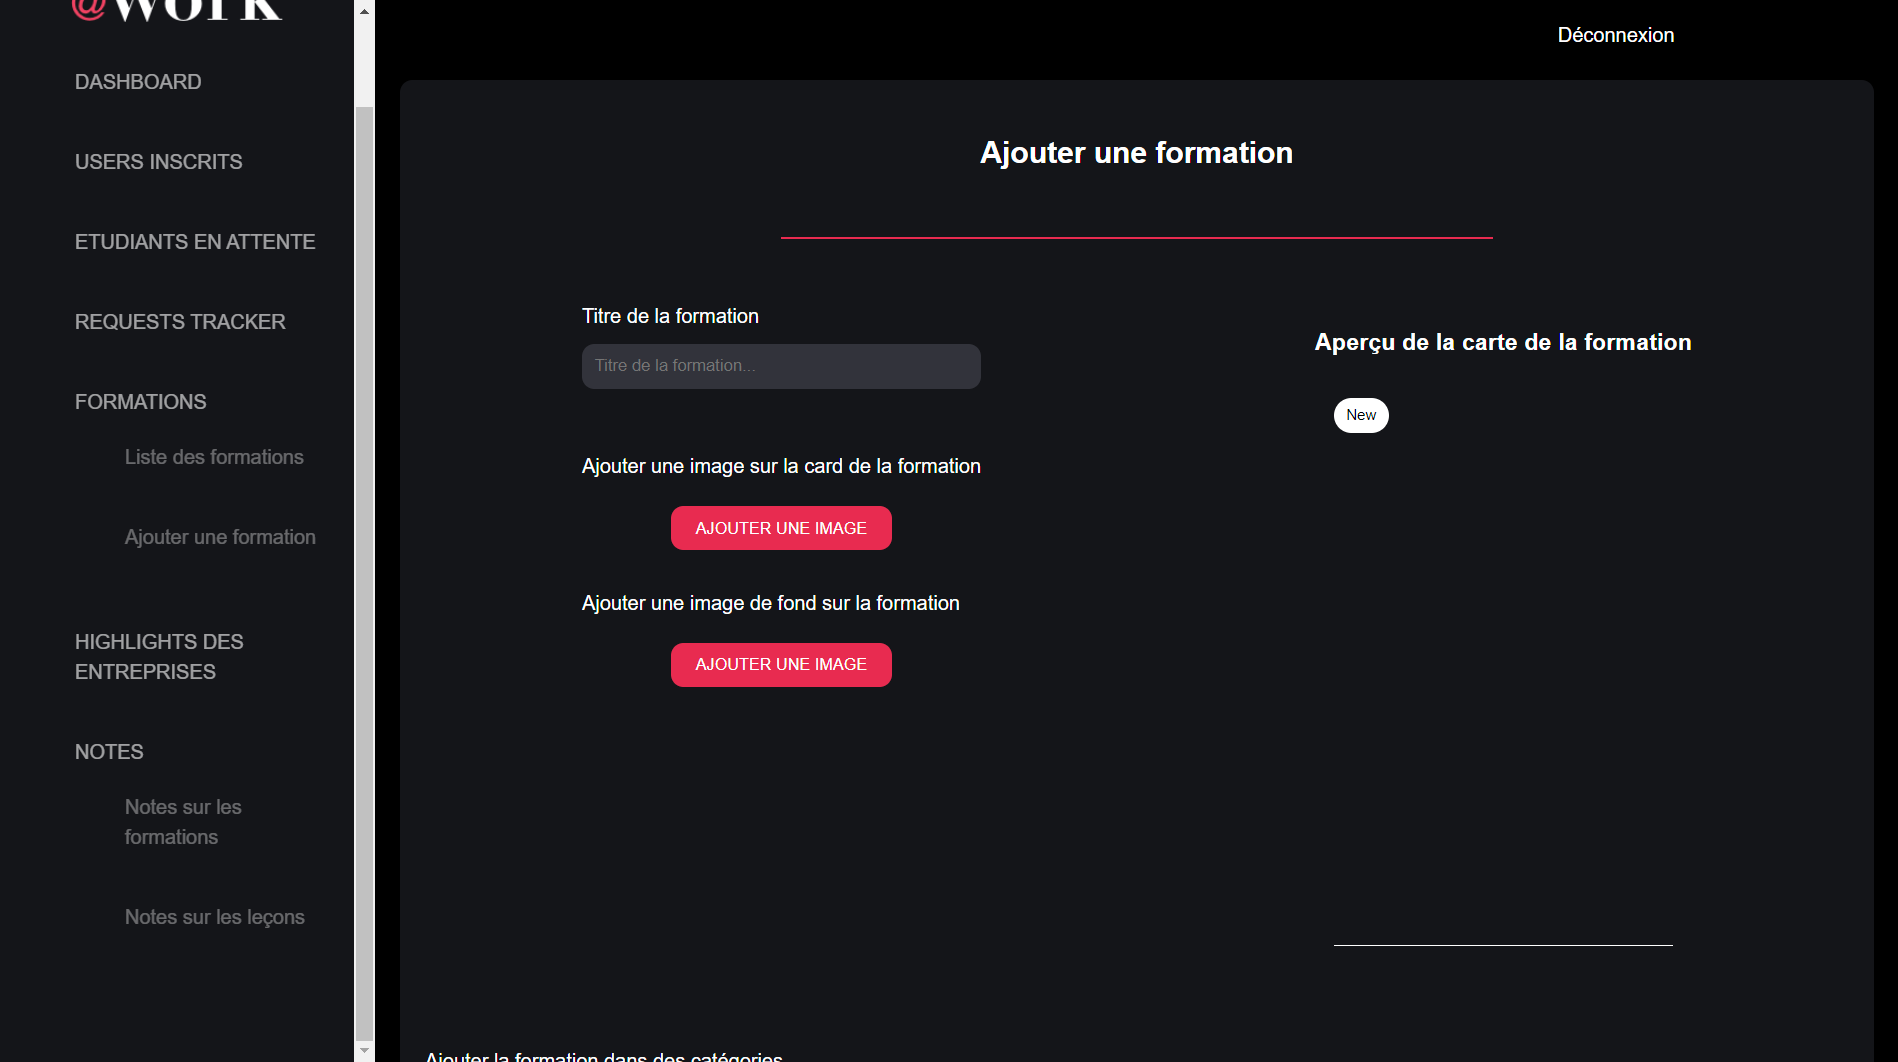 @Work
DASHBOARD
USERS INSCRITS
ETUDIANTS EN ATTENTE
REQUESTS TRACKER
FORMATIONS
Liste des formations
Ajouter une formation
HIGHLIGHTS DES
ENTREPRISES
NOTES
Notes sur les
formations
Notes sur les leçons
Déconnexion
Ajouter une formation
Titre de la formation
Titre de la formation...
Ajouter une image sur la card de la formation
AJOUTER UNE IMAGE
Ajouter une image de fond sur la formation
AJOUTER UNE IMAGE
Aperçu de la carte de la formation
New
Ajouter la formation dans des catégories